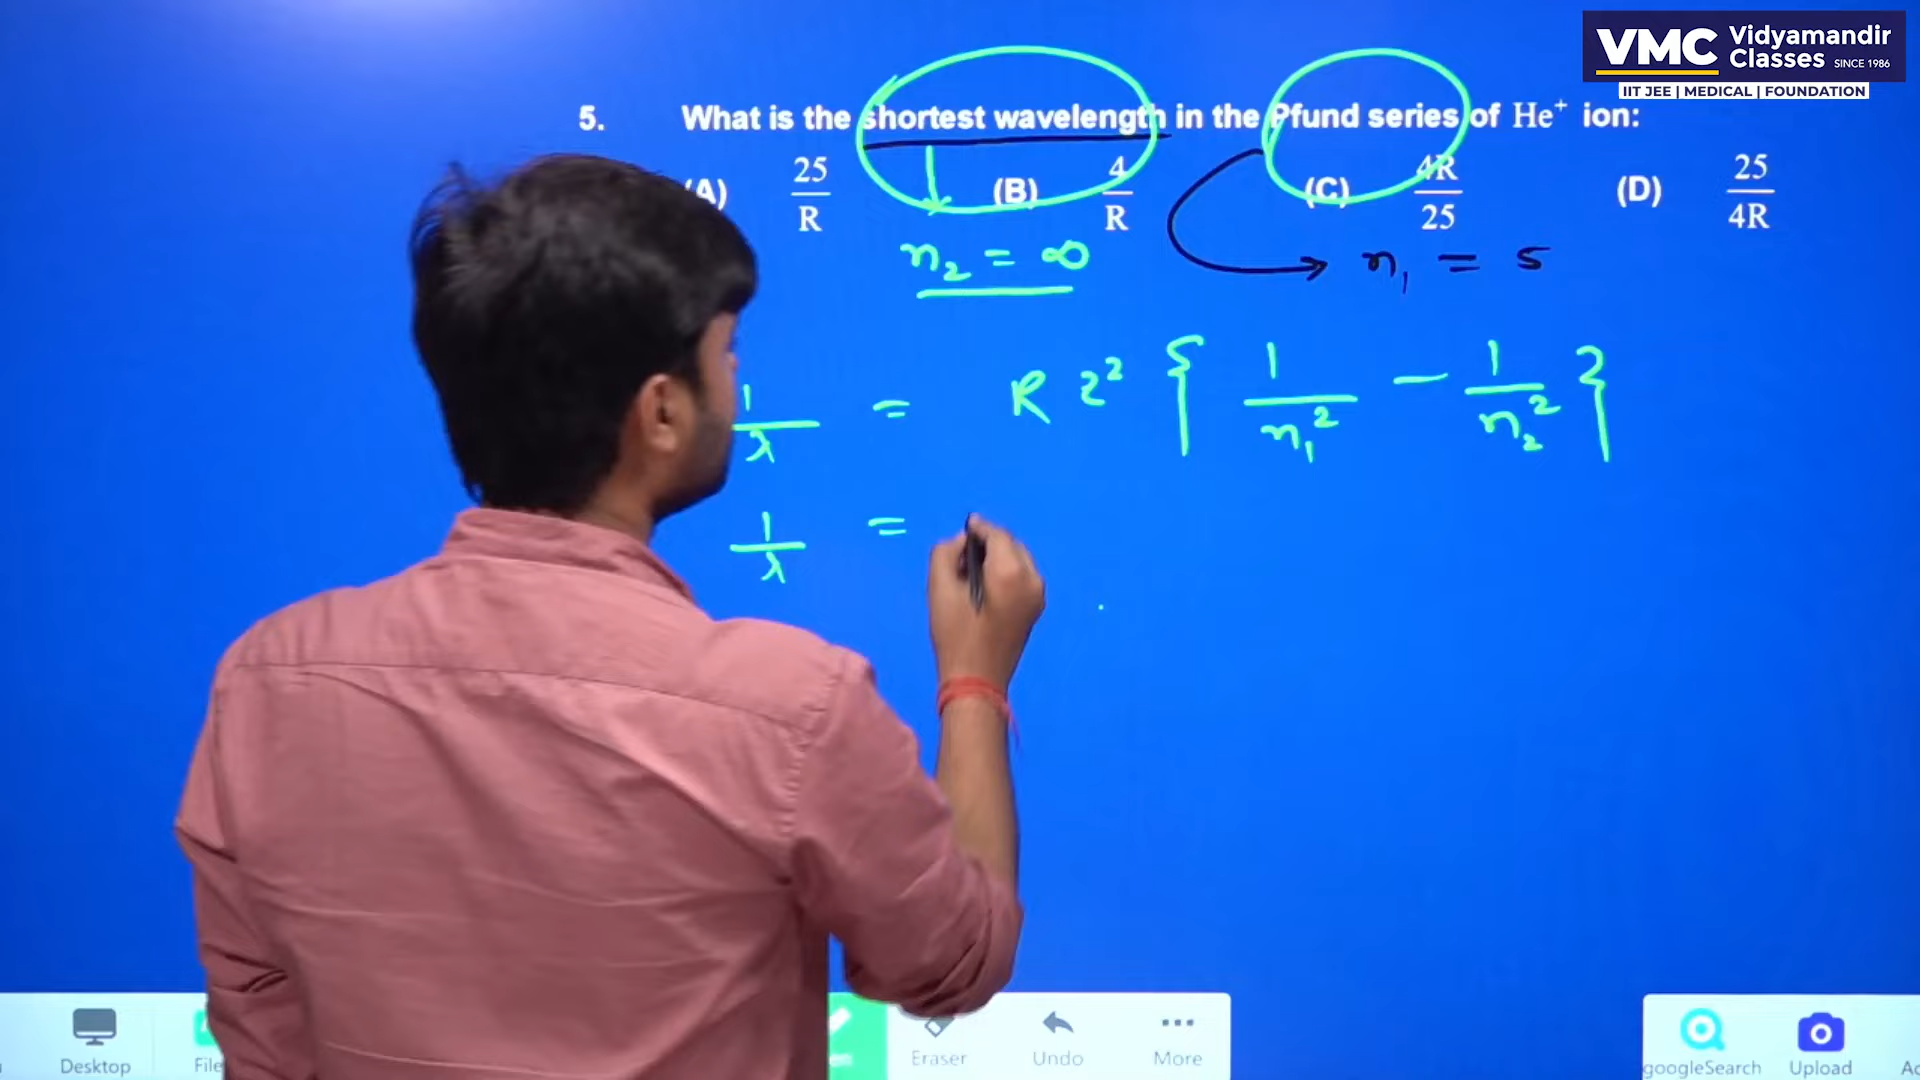 VMC Vidyamandir Classes SINCE 1986
IIT JEE | MEDICAL | FOUNDATION
5. What is the shortest wavelength in the Pfund series of He⁺ ion:
(A) 25/R (B) 4/R (C) 4R/25 (D) 25/4R
n₂ = ∞
n₁ = 5
1/λ = R Z² { 1/n₁² − 1/n₂² }
1/λ =
Desktop File Eraser Undo More googleSearch Upload